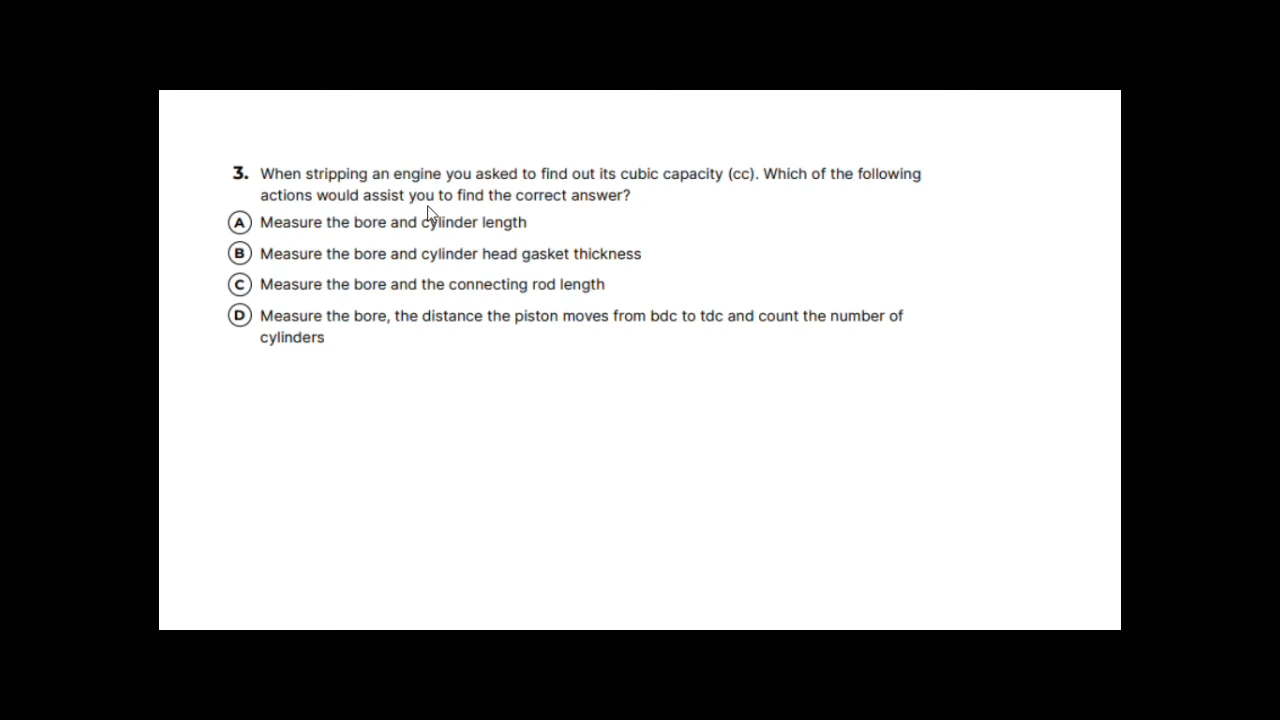 3. When stripping an engine you asked to find out its cubic capacity (cc). Which of the following
actions would assist you to find the correct answer?
A Measure the bore and cylinder length
B Measure the bore and cylinder head gasket thickness
C Measure the bore and the connecting rod length
D Measure the bore, the distance the piston moves from bdc to tdc and count the number of
cylinders